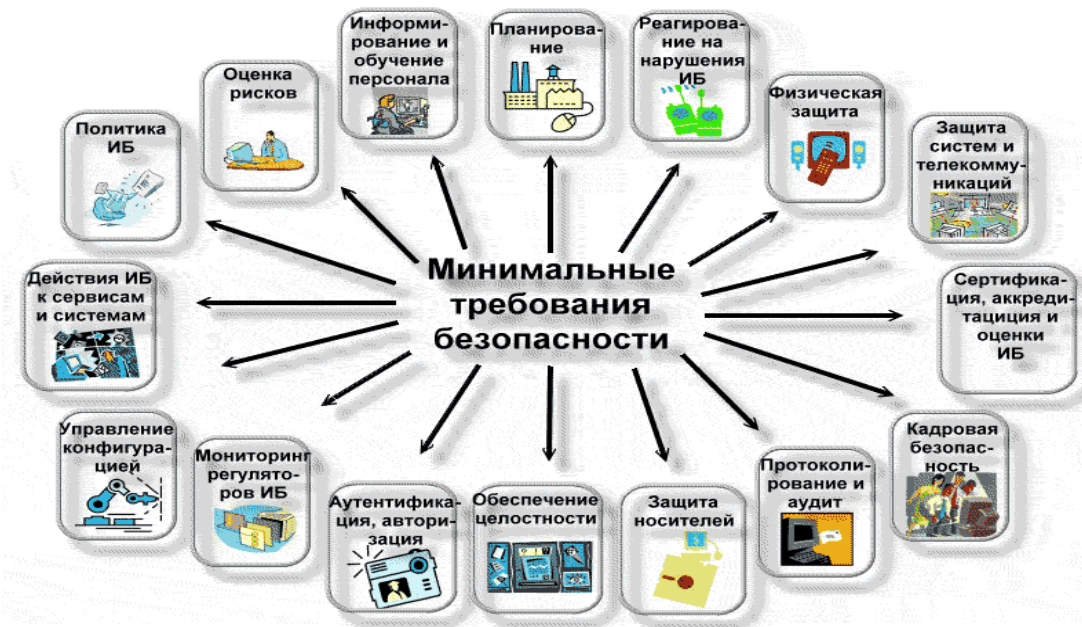 Информи-
рование и
обучение
персонала
Планирова-
ние
Реагирова-
ние на
нарушения
ИБ
Оценка
рисков
Физическая
защита
Политика
ИБ
Защита
систем и
телекомму-
никаций
Минимальные
требования
безопасности
Действия ИБ
к сервисам
и системам
Сертифика-
ция, аккреди-
тациция и
оценки
ИБ
Управление
конфигура-
цией
Мониторинг
регулято-
ров ИБ
Аутентифика-
ация, автори-
зация
Обеспечение
целостности
Защита
носителей
Протоколи-
рование и
аудит
Кадровая
безопас-
ность